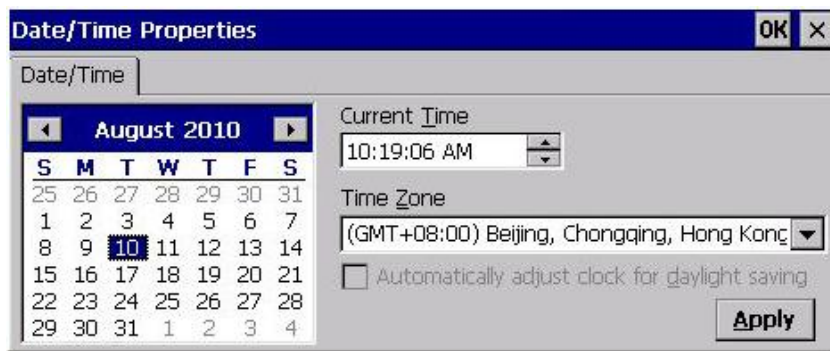 Date/Time Properties OK ×
Date/Time
August 2010
S M T W T F S
25 26 27 28 29 30 31
1 2 3 4 5 6 7
8 9 10 11 12 13 14
15 16 17 18 19 20 21
22 23 24 25 26 27 28
29 30 31 1 2 3 4
Current Time
10:19:06 AM
Time Zone
(GMT+08:00) Beijing, Chongqing, Hong Kong
Automatically adjust clock for daylight saving
Apply